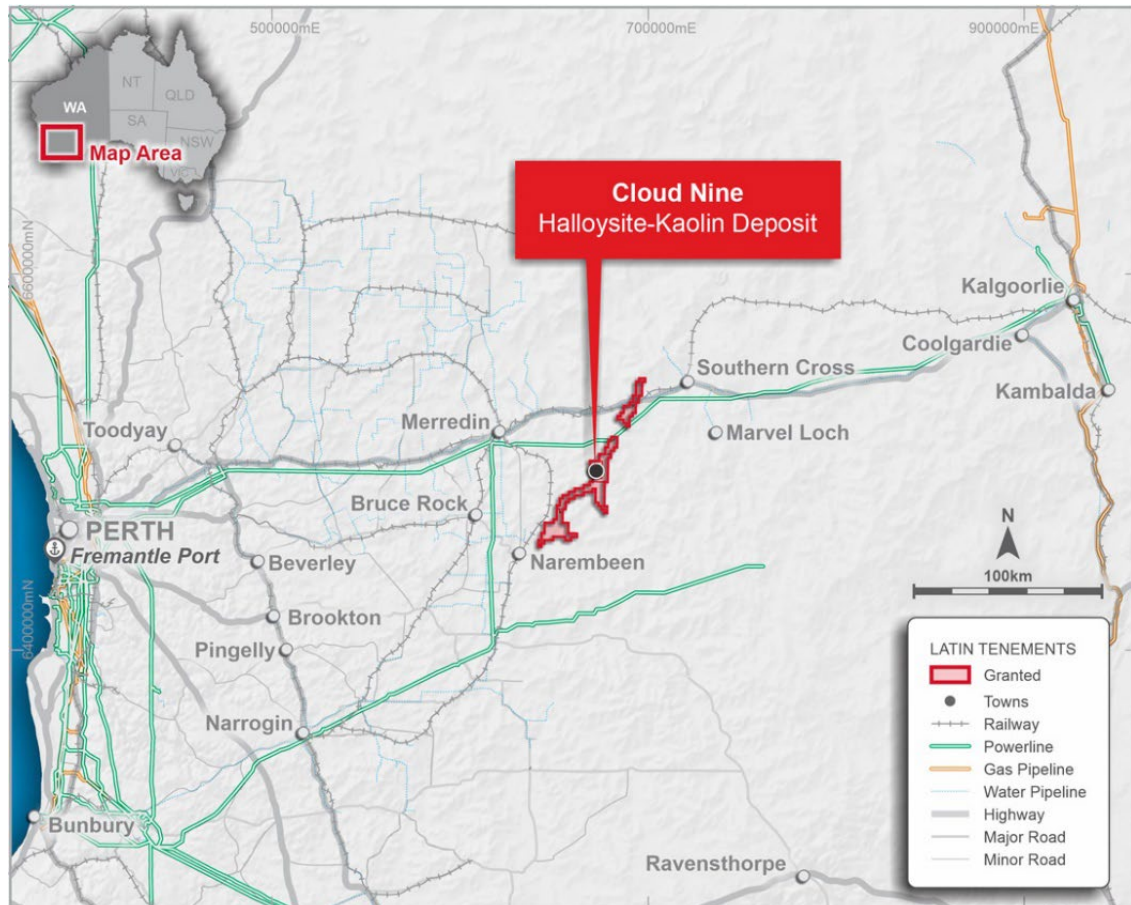 500000mE
700000mE
900000mE
NT
QLD
WA
SA
NSW
VIC
Map Area
Cloud Nine
Halloysite-Kaolin Deposit
6600000mN
Kalgoorlie
Coolgardie
Southern Cross
Kambalda
Merredin
Toodyay
Marvel Loch
Bruce Rock
PERTH
Fremantle Port
N
Beverley
Narembeen
100km
Brookton
6400000mN
Pingelly
Narrogin
Bunbury
Ravensthorpe
LATIN TENEMENTS
Granted
Towns
Railway
Powerline
Gas Pipeline
Water Pipeline
Highway
Major Road
Minor Road